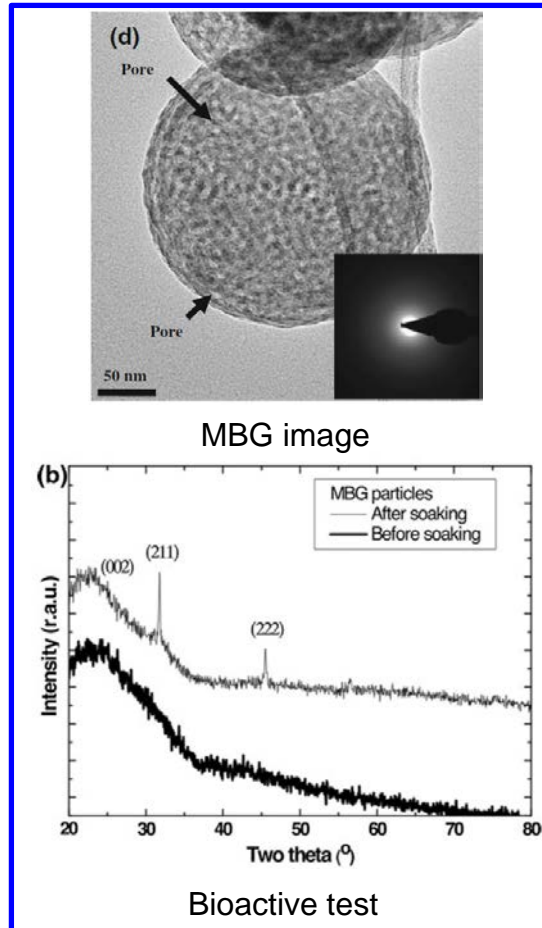 (d)
Pore
Pore
50 nm
MBG image
(b)
MBG particles
After soaking
Before soaking
(002)
(211)
(222)
Intensity (r.a.u.)
20 30 40 50 60 70 80
Two theta (°)
Bioactive test